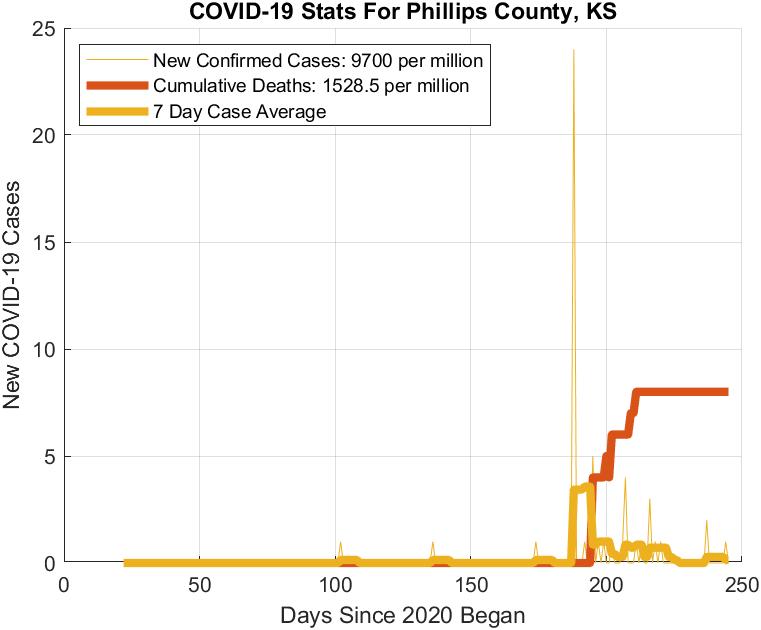 COVID-19 Stats For Phillips County, KS
New Confirmed Cases: 9700 per million
Cumulative Deaths: 1528.5 per million
7 Day Case Average
New COVID-19 Cases
25
20
15
10
5
0
0 50 100 150 200 250
Days Since 2020 Began